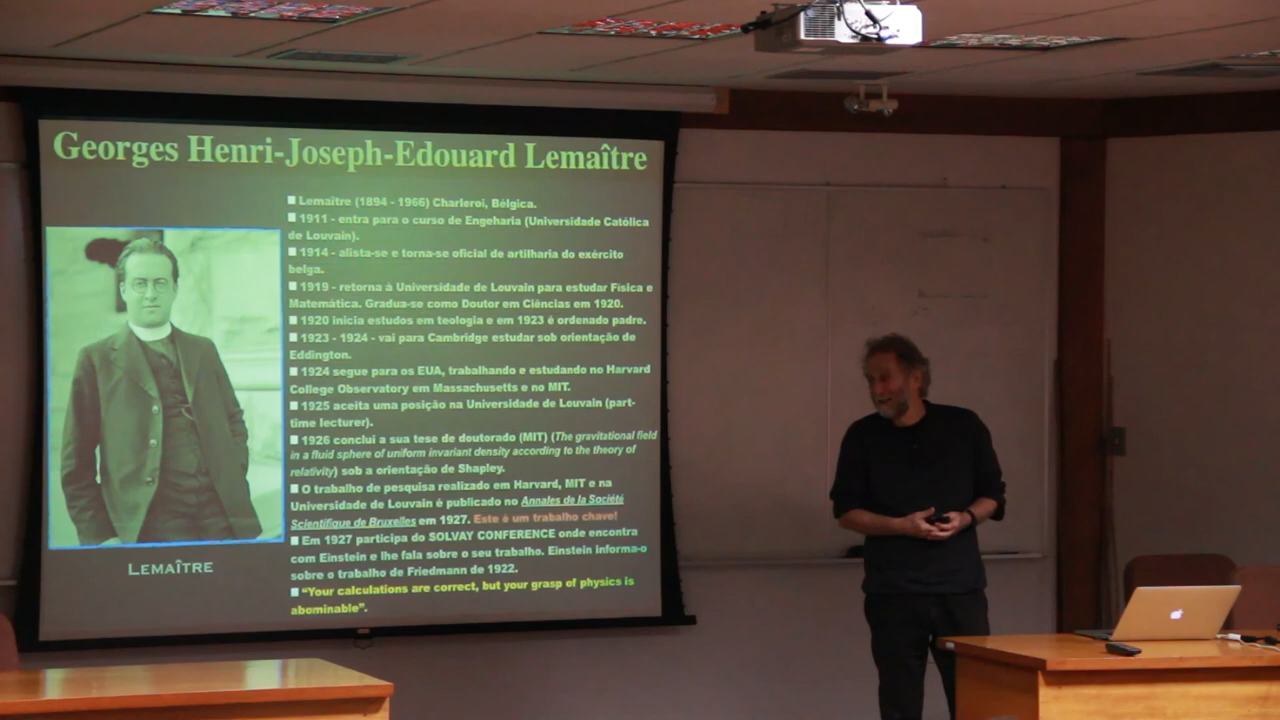 Georges Henri-Joseph-Edouard Lemaître
Lemaître (1894 - 1966) Charleroi, Bélgica.
1911 - entra para o curso de Engeharia (Universidade Católica
de Louvain).
1914 - alista-se e torna-se oficial de artilharia do exército
belga.
1919 - retorna à Universidade de Louvain para estudar Física e
Matemática. Gradua-se como Doutor em Ciências em 1920.
1920 inicia estudos em teologia e em 1923 é ordenado padre.
1923 - 1924 - vai para Cambridge estudar sob orientação de
Eddington.
1924 segue para os EUA, trabalhando e estudando no Harvard
College Observatory em Massachusetts e no MIT.
1925 aceita uma posição na Universidade de Louvain (part-
time lecturer).
1926 conclui a sua tese de doutorado (MIT) (The gravitational field
in a fluid sphere of uniform invariant density according to the theory of
relativity) sob a orientação de Shapley.
O trabalho de pesquisa realizado em Harvard, MIT e na
Universidade de Louvain é publicado no Annales de la Société
Scientifique de Bruxelles em 1927. Este é um trabalho chave!
Em 1927 participa do SOLVAY CONFERENCE onde encontra
com Einstein e lhe fala sobre o seu trabalho. Einstein informa-o
sobre o trabalho de Friedmann de 1922.
"Your calculations are correct, but your grasp of physics is
abominable".
LEMAÎTRE